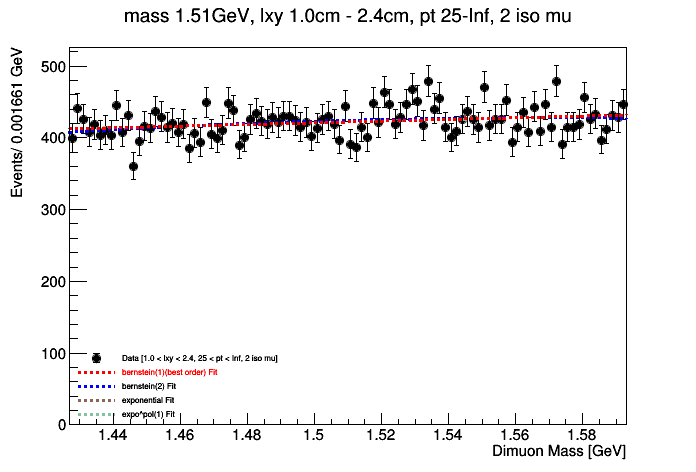 mass 1.51GeV, lxy 1.0cm - 2.4cm, pt 25-Inf, 2 iso mu
Events/ 0.001661 GeV
500
400
300
200
100
0
Data [1.0 < lxy < 2.4, 25 < pt < Inf, 2 iso mu]
bernstein(1)(best order) Fit
bernstein(2) Fit
exponential Fit
expo*pol(1) Fit
1.44 1.46 1.48 1.5 1.52 1.54 1.56 1.58
Dimuon Mass [GeV]